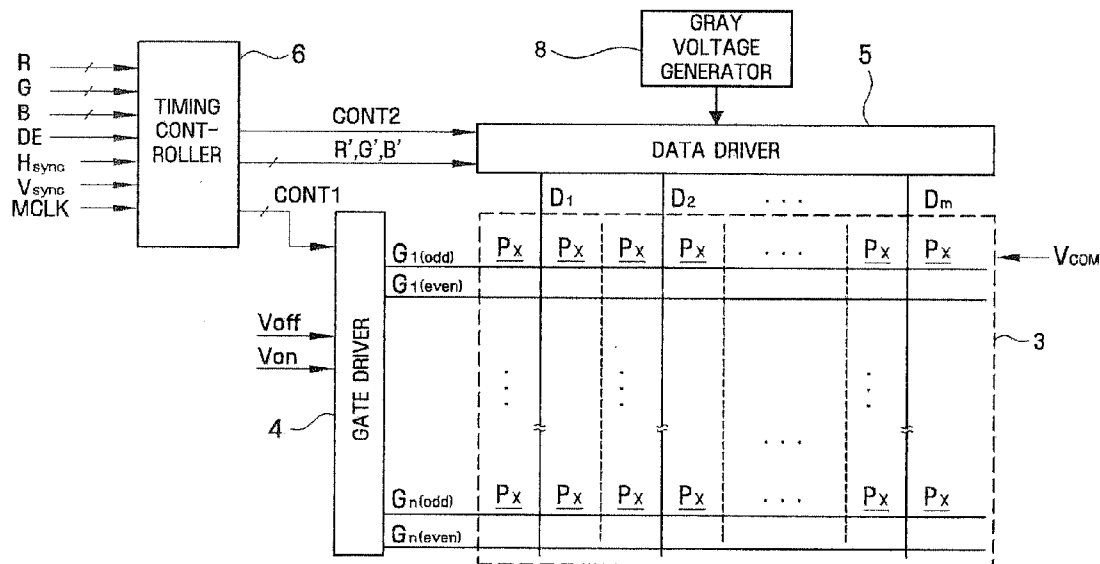 R
G
B
DE
Hsync
Vsync
MCLK
TIMING
CONT-
ROLLER
6
8
GRAY
VOLTAGE
GENERATOR
5
CONT2
R',G',B'
DATA DRIVER
CONT1
D1 D2 · · · Dm
G1(odd) Px Px Px Px · · · Px Px
VCOM
G1(even)
Voff
Von
GATE DRIVER
4
3
Gn(odd) Px Px Px Px · · · Px Px
Gn(even)